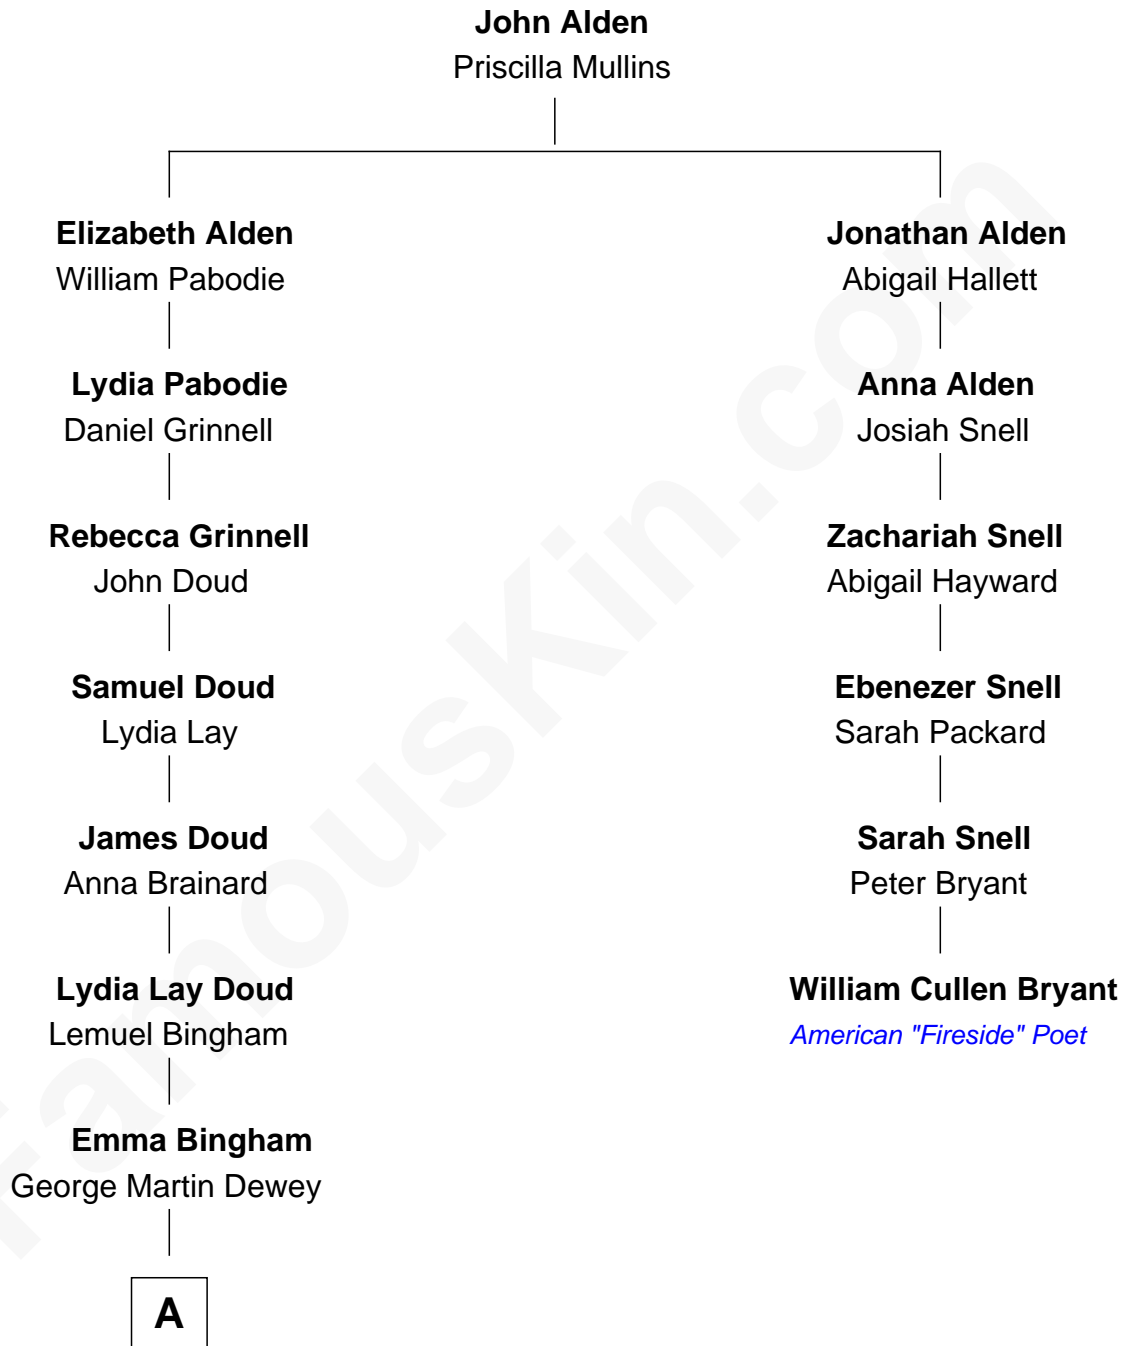 John Alden
Priscilla Mullins
Elizabeth Alden
William Pabodie
Lydia Pabodie
Daniel Grinnell
Rebecca Grinnell
John Doud
Samuel Doud
Lydia Lay
James Doud
Anna Brainard
Lydia Lay Doud
Lemuel Bingham
Emma Bingham
George Martin Dewey
A
Jonathan Alden
Abigail Hallett
Anna Alden
Josiah Snell
Zachariah Snell
Abigail Hayward
Ebenezer Snell
Sarah Packard
Sarah Snell
Peter Bryant
William Cullen Bryant
American "Fireside" Poet
FamousKin.com